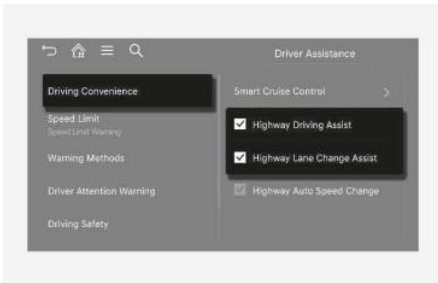 Driver Assistance
Driving Convenience
Speed Limit
Speed Limit Warning
Warning Methods
Driver Attention Warning
Driving Safety
Smart Cruise Control
Highway Driving Assist
Highway Lane Change Assist
Highway Auto Speed Change